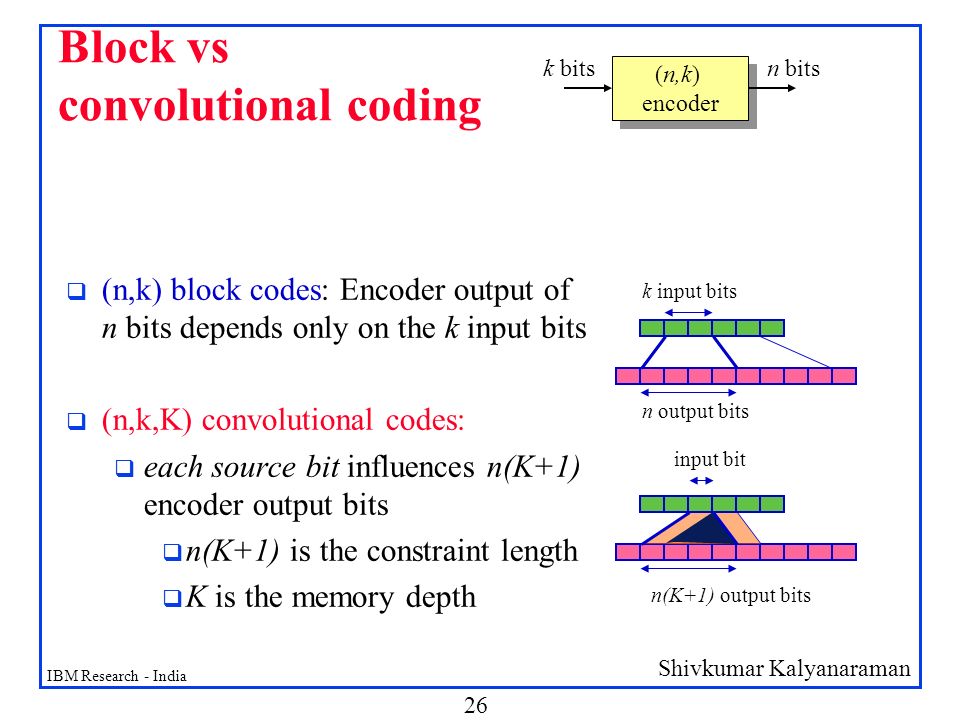 Block vs
convolutional coding
k bits
(n,k)
encoder
n bits
(n,k) block codes: Encoder output of
n bits depends only on the k input bits
(n,k,K) convolutional codes:
each source bit influences n(K+1)
encoder output bits
n(K+1) is the constraint length
K is the memory depth
k input bits
n output bits
input bit
n(K+1) output bits
IBM Research - India
Shivkumar Kalyanaraman
26